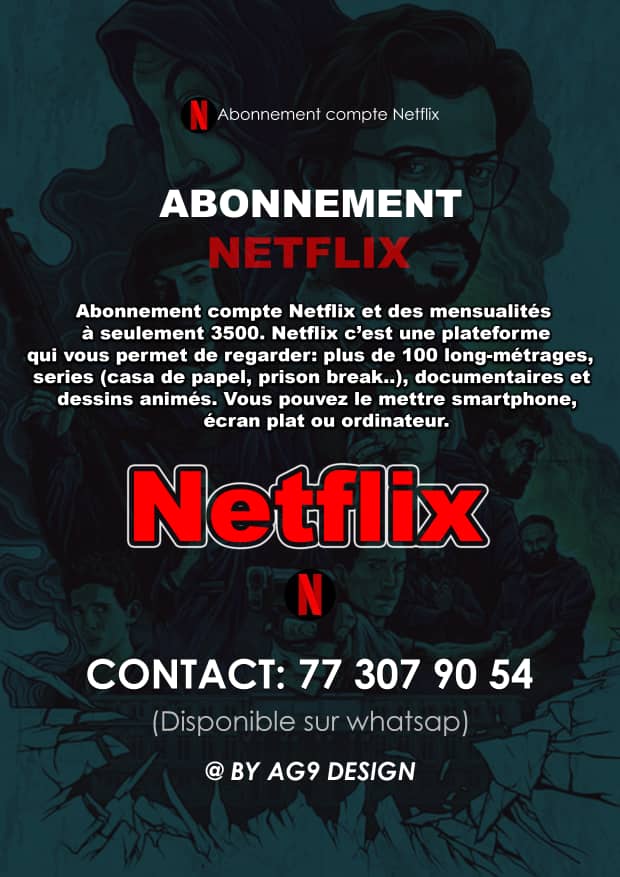 N Abonnement compte Netflix
ABONNEMENT
NETFLIX
Abonnement compte Netflix et des mensualités
à seulement 3500. Netflix c'est une plateforme
qui vous permet de regarder: plus de 100 long-métrages,
series (casa de papel, prison break..), documentaires et
dessins animés. Vous pouvez le mettre smartphone,
écran plat ou ordinateur.
Netflix
N
CONTACT: 77 307 90 54
(Disponible sur whatsap)
@ BY AG9 DESIGN